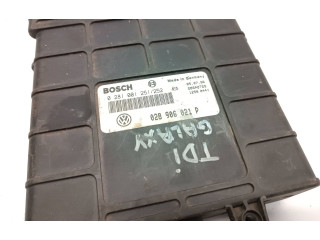 BOSCH
Made in Germany
0 281 001 251/252
028 906 021 P
TDi
GALAXY